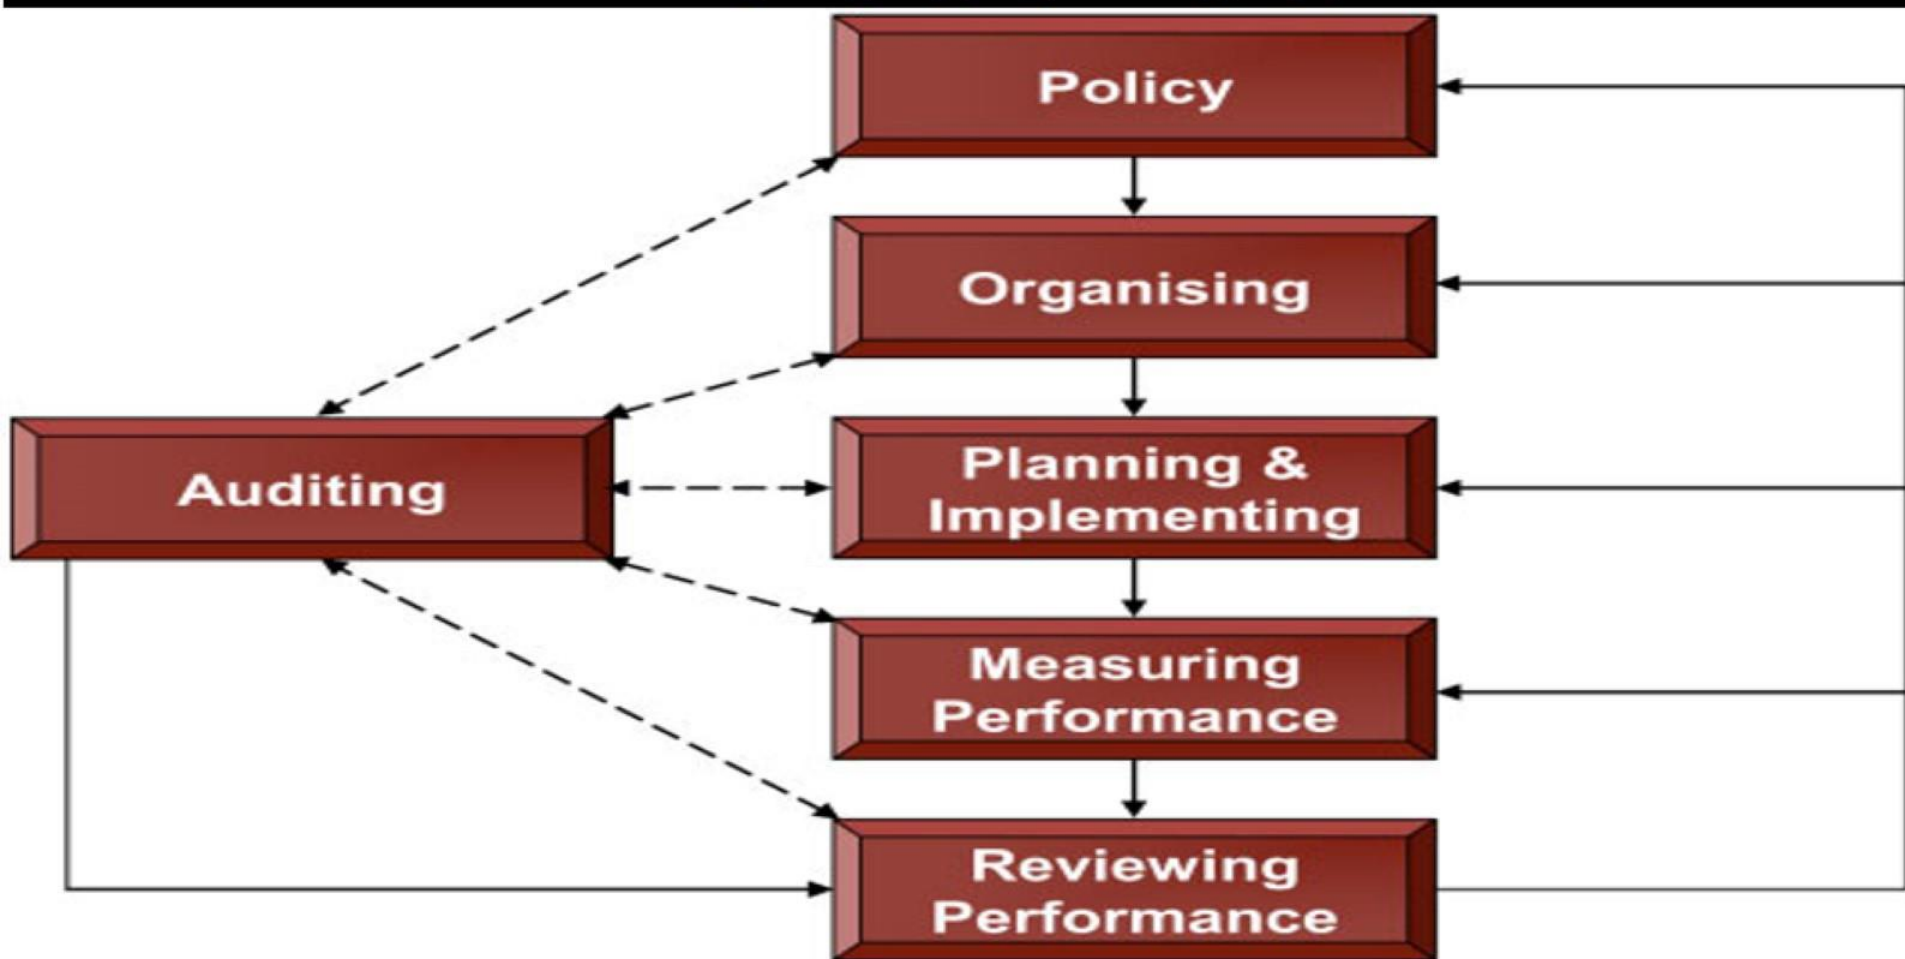 Policy
Organising
Auditing
Planning &
Implementing
Measuring
Performance
Reviewing
Performance